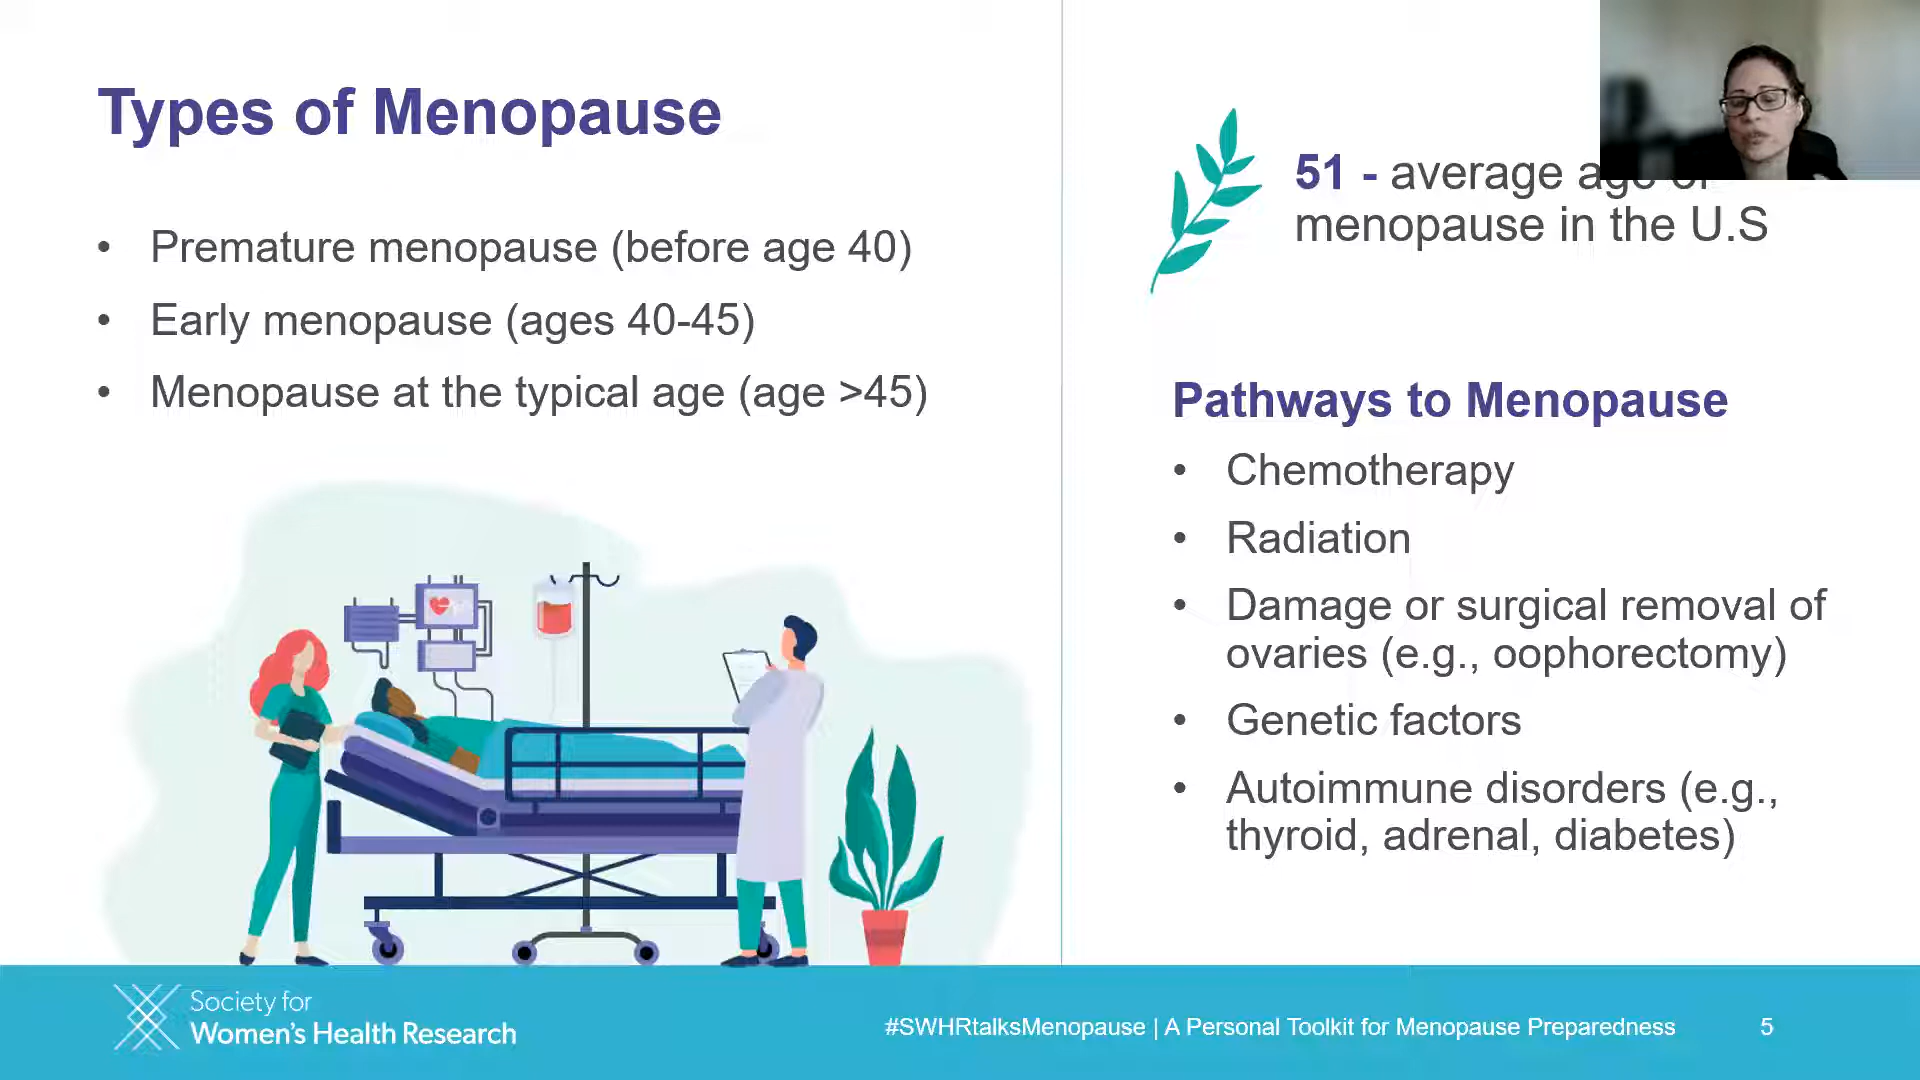 Types of Menopause
• Premature menopause (before age 40)
• Early menopause (ages 40-45)
• Menopause at the typical age (age >45)
51 - average age of
menopause in the U.S
Pathways to Menopause
• Chemotherapy
• Radiation
• Damage or surgical removal of
ovaries (e.g., oophorectomy)
• Genetic factors
• Autoimmune disorders (e.g.,
thyroid, adrenal, diabetes)
Society for
Women's Health Research
#SWHRtalksMenopause | A Personal Toolkit for Menopause Preparedness
5